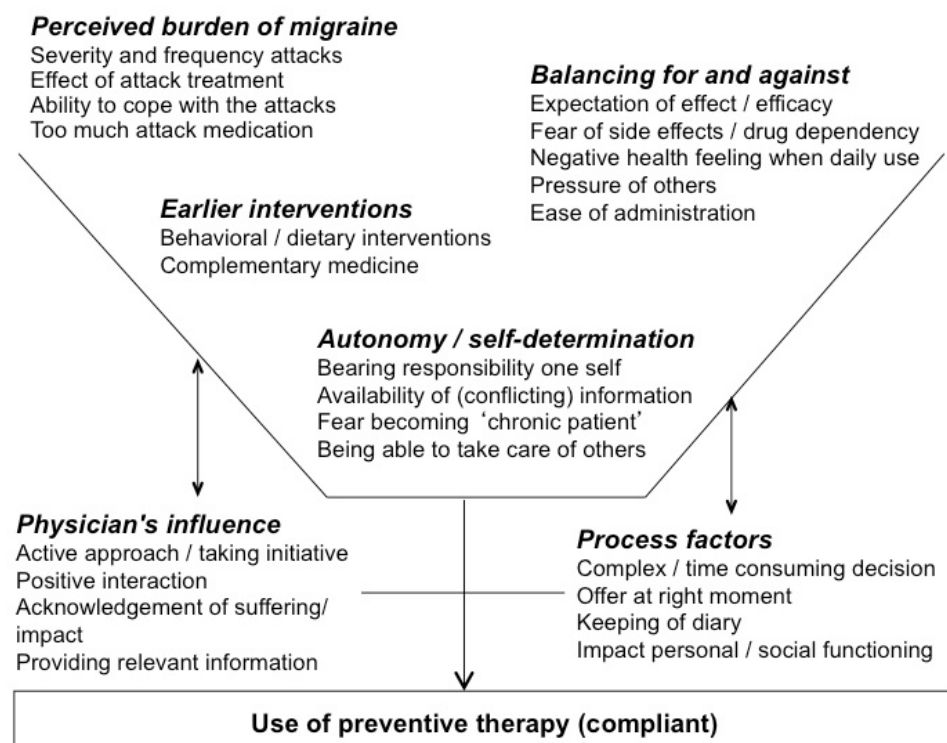 Perceived burden of migraine
Severity and frequency attacks
Effect of attack treatment
Ability to cope with the attacks
Too much attack medication
Balancing for and against
Expectation of effect / efficacy
Fear of side effects / drug dependency
Negative health feeling when daily use
Pressure of others
Ease of administration
Earlier interventions
Behavioral / dietary interventions
Complementary medicine
Autonomy / self-determination
Bearing responsibility one self
Availability of (conflicting) information
Fear becoming ‘chronic patient’
Being able to take care of others
Physician's influence
Active approach / taking initiative
Positive interaction
Acknowledgement of suffering/
impact
Providing relevant information
Process factors
Complex / time consuming decision
Offer at right moment
Keeping of diary
Impact personal / social functioning
Use of preventive therapy (compliant)